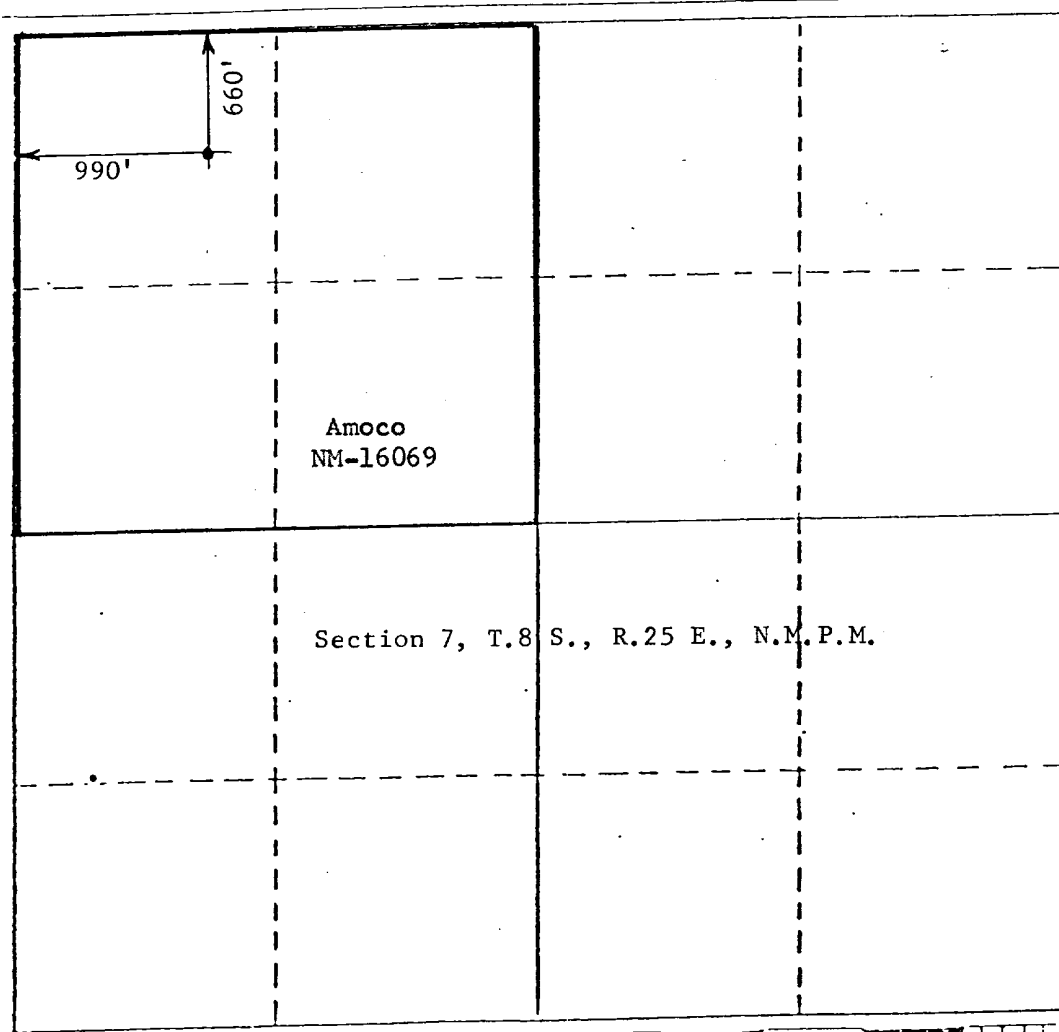 660'
990'
Amoco
NM-16069
Section 7, T.8 S., R.25 E., N.M.P.M.